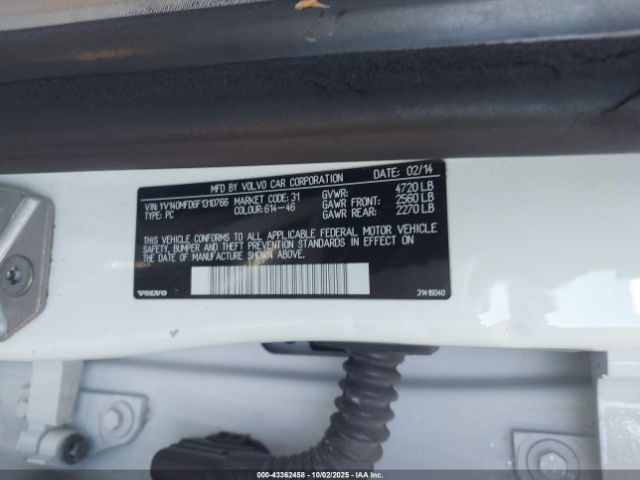 MFD BY VOLVO CAR CORPORATION DATE: 02/14
VIN: YV140MFD6F1310766 MARKET CODE: 31 GVWR: 4720 LB
TYPE: PC COLOUR: 614-46 GAWR FRONT: 2560 LB
GAWR REAR: 2270 LB
THIS VEHICLE CONFORMS TO ALL APPLICABLE FEDERAL MOTOR VEHICLE
SAFETY, BUMPER AND THEFT PREVENTION STANDARDS IN EFFECT ON
THE DATE OF MANUFACTURE SHOWN ABOVE.
VOLVO 31416040
000-43362458 - 10/02/2025 - VADDCTL